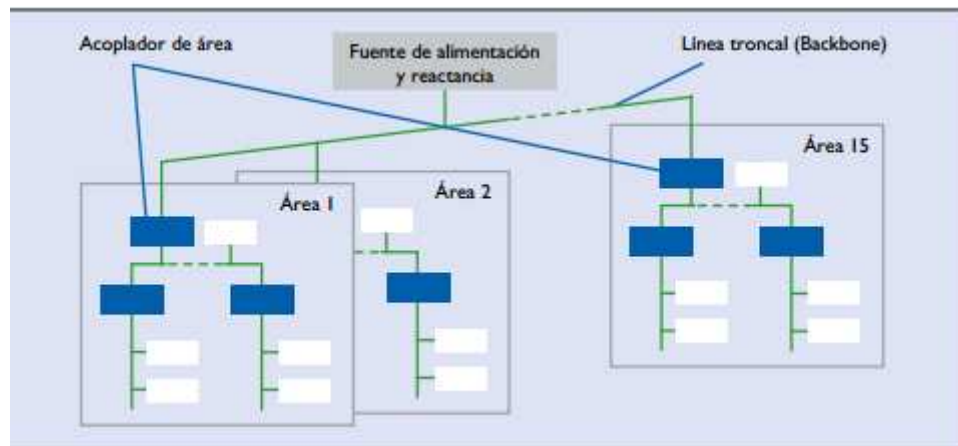 Acoplador de área
Fuente de alimentación
y reactancia
Línea troncal (Backbone)
Área 1
Área 2
Área 15